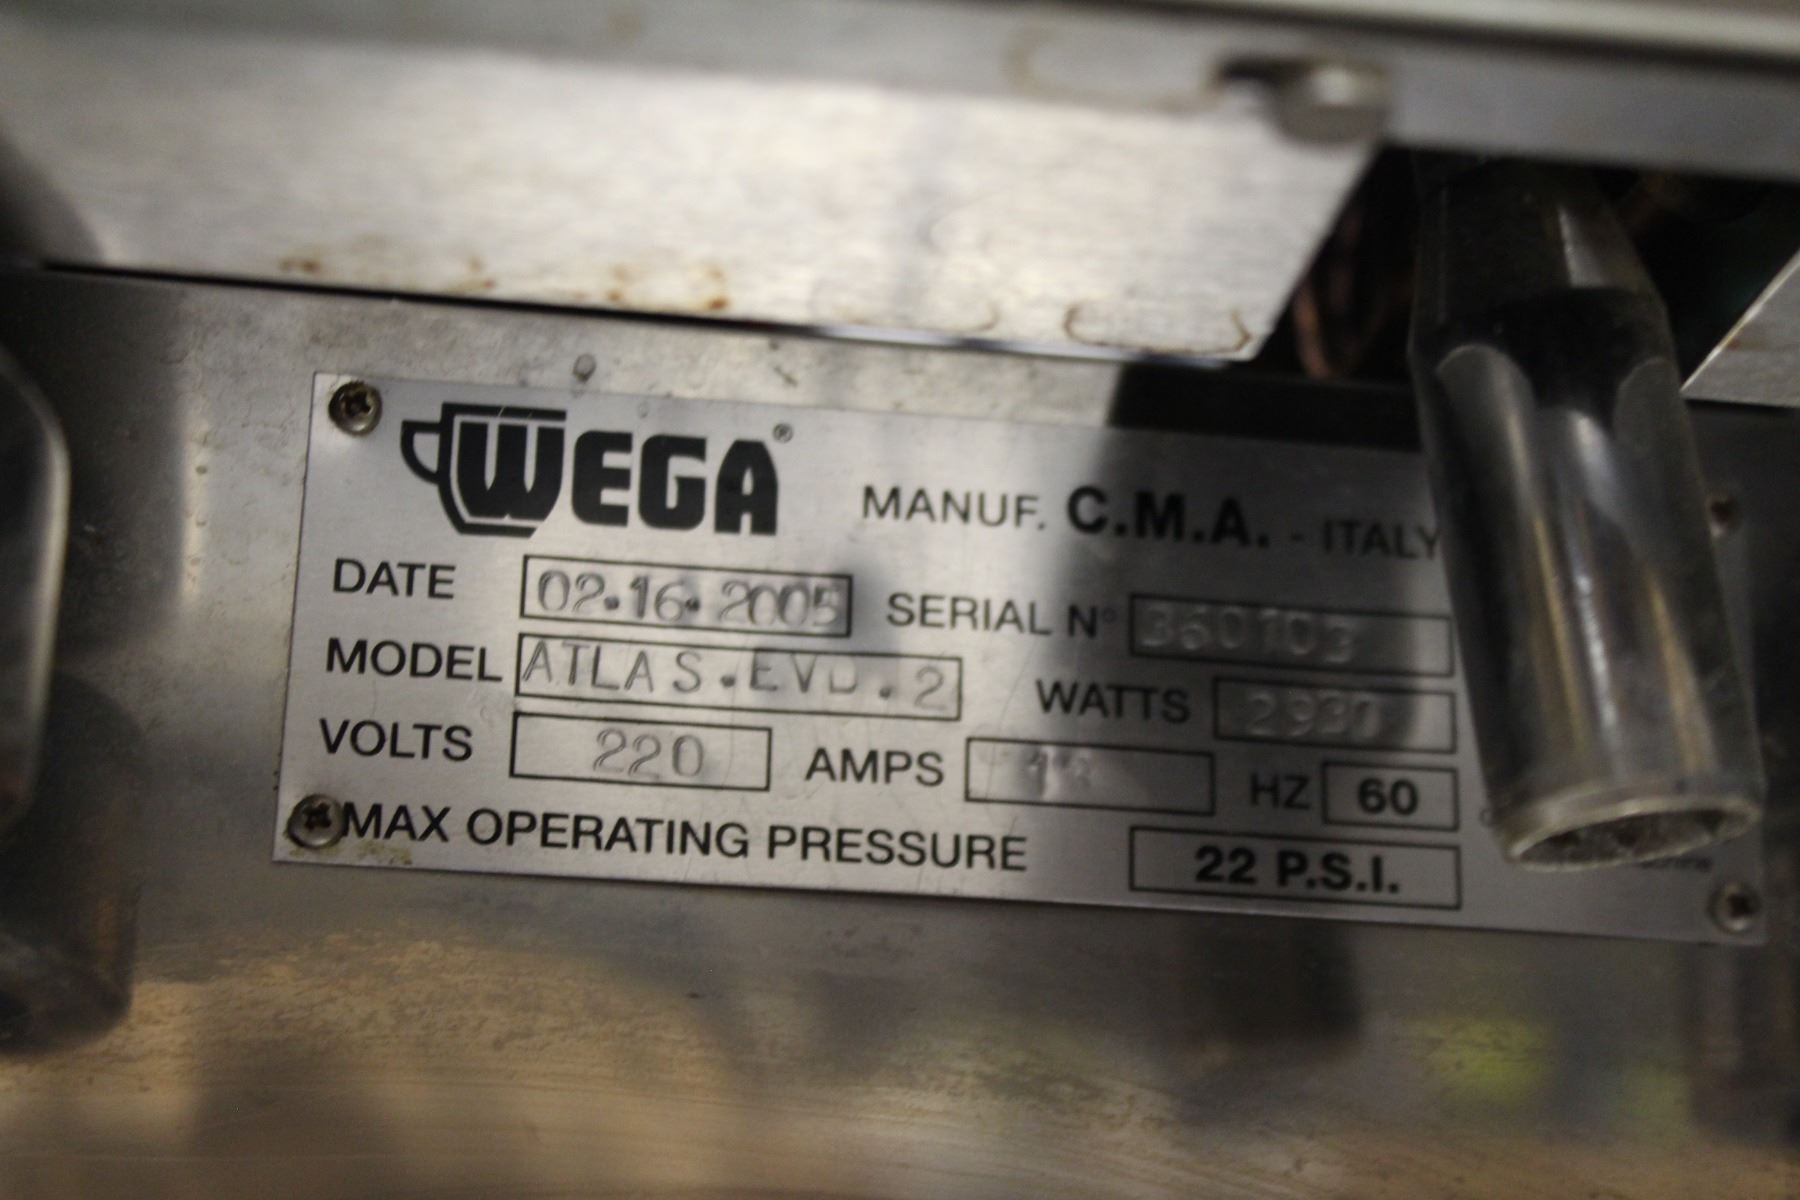 WEGA® MANUF. C.M.A. - ITALY
DATE 02.16.2005 SERIAL N° 360103
MODEL ATLAS.EVD.2 WATTS
VOLTS 220 AMPS HZ 60
MAX OPERATING PRESSURE 22 P.S.I.